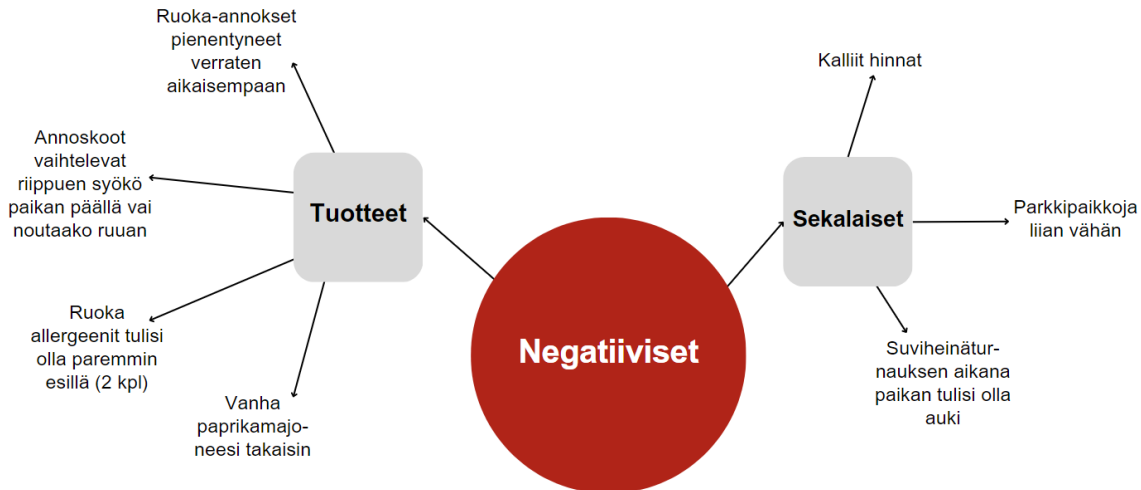 Ruoka-annokset
pienentyneet
verraten
aikaisempaan
Annoskoot
vaihtelevat
riippuen syökö
paikan päällä vai
noutaako ruuan
Ruoka
allergeenit tulisi
olla paremmin
esillä (2 kpl)
Vanha
paprikamajo-
neesi takaisin
Tuotteet
Negatiiviset
Sekalaiset
Kalliit hinnat
Parkkipaikkoja
liian vähän
Suviheinätur-
nauksen aikana
paikan tulisi olla
auki